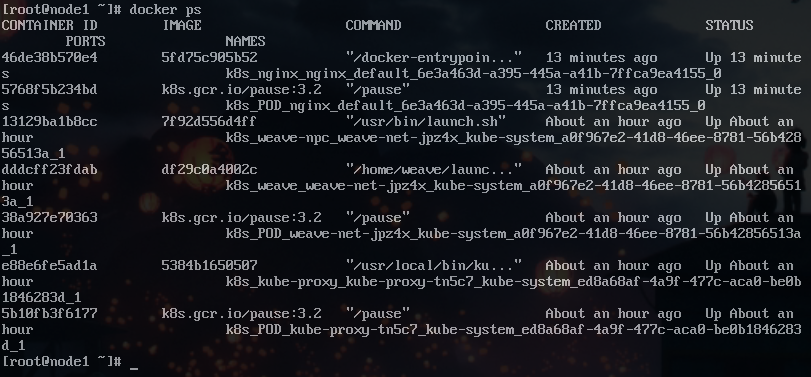 [root@node1 ~]# docker ps
CONTAINER ID        IMAGE                  COMMAND                  CREATED             STATUS
        PORTS               NAMES
46de38b570e4        5fd75c905b52           "/docker-entrypoin..."   13 minutes ago      Up 13 minute
s                           k8s_nginx_nginx_default_6e3a463d-a395-445a-a41b-7ffca9ea4155_0
5768f5b234bd        k8s.gcr.io/pause:3.2   "/pause"                 13 minutes ago      Up 13 minute
s                           k8s_POD_nginx_default_6e3a463d-a395-445a-a41b-7ffca9ea4155_0
13129ba1b8cc        7f92d556d4ff           "/usr/bin/launch.sh"     About an hour ago   Up About an
hour                        k8s_weave-npc_weave-net-jpz4x_kube-system_a0f967e2-41d8-46ee-8781-56b428
56513a_1
dddcff23fdab        df29c0a4002c           "/home/weave/launc..."   About an hour ago   Up About an
hour                        k8s_weave_weave-net-jpz4x_kube-system_a0f967e2-41d8-46ee-8781-56b4285651
3a_1
38a927e70363        k8s.gcr.io/pause:3.2   "/pause"                 About an hour ago   Up About an
hour                        k8s_POD_weave-net-jpz4x_kube-system_a0f967e2-41d8-46ee-8781-56b42856513a
_1
e88e6fe5ad1a        5384b1650507           "/usr/local/bin/ku..."   About an hour ago   Up About an
hour                        k8s_kube-proxy_kube-proxy-tn5c7_kube-system_ed8a68af-4a9f-477c-aca0-be0b
1846283d_1
5b10fb3f6177        k8s.gcr.io/pause:3.2   "/pause"                 About an hour ago   Up About an
hour                        k8s_POD_kube-proxy-tn5c7_kube-system_ed8a68af-4a9f-477c-aca0-be0b1846283
d_1
[root@node1 ~]# _